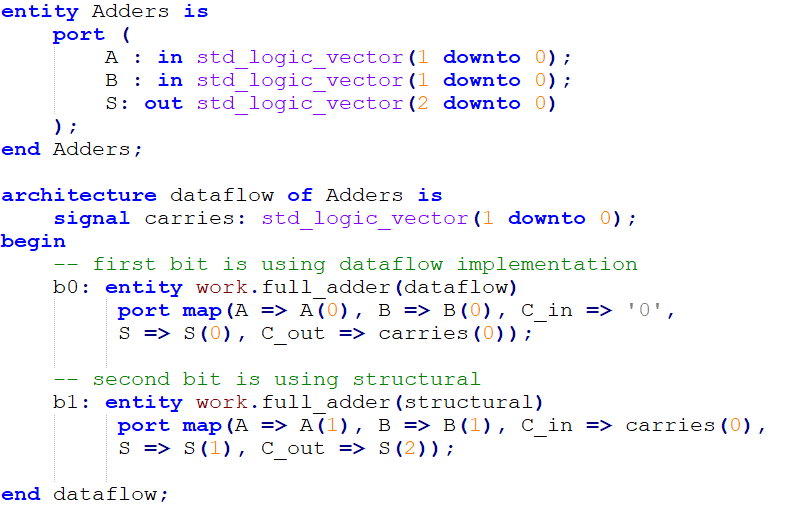 entity Adders is
    port (
        A : in std_logic_vector(1 downto 0);
        B : in std_logic_vector(1 downto 0);
        S: out std_logic_vector(2 downto 0)
    );
end Adders;

architecture dataflow of Adders is
    signal carries: std_logic_vector(1 downto 0);
begin
    -- first bit is using dataflow implementation
    b0: entity work.full_adder(dataflow)
         port map(A => A(0), B => B(0), C_in => '0',
         S => S(0), C_out => carries(0));

    -- second bit is using structural
    b1: entity work.full_adder(structural)
         port map(A => A(1), B => B(1), C_in => carries(0),
         S => S(1), C_out => S(2));

end dataflow;